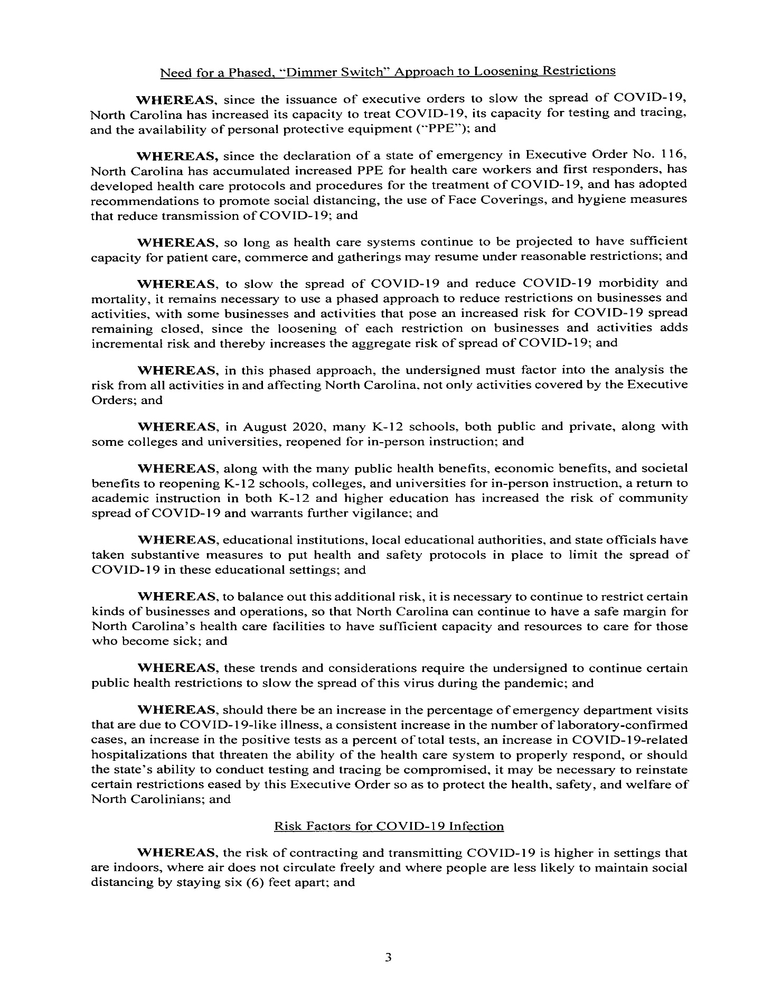 Need for a Phased, “Dimmer Switch” Approach to Loosening Restrictions
WHEREAS, since the issuance of executive orders to slow the spread of COVID-19,
North Carolina has increased its capacity to treat COVID-19, its capacity for testing and tracing,
and the availability of personal protective equipment (“PPE”); and
WHEREAS, since the declaration of a state of emergency in Executive Order No. 116,
North Carolina has accumulated increased PPE for health care workers and first responders, has
developed health care protocols and procedures for the treatment of COVID-19, and has adopted
recommendations to promote social distancing, the use of Face Coverings, and hygiene measures
that reduce transmission of COVID-19; and
WHEREAS, so long as health care systems continue to be projected to have sufficient
capacity for patient care, commerce and gatherings may resume under reasonable restrictions; and
WHEREAS, to slow the spread of COVID-19 and reduce COVID-19 morbidity and
mortality, it remains necessary to use a phased approach to reduce restrictions on businesses and
activities, with some businesses and activities that pose an increased risk for COVID-19 spread
remaining closed, since the loosening of each restriction on businesses and activities adds
incremental risk and thereby increases the aggregate risk of spread of COVID-19; and
WHEREAS, in this phased approach, the undersigned must factor into the analysis the
risk from all activities in and affecting North Carolina, not only activities covered by the Executive
Orders; and
WHEREAS, in August 2020, many K-12 schools, both public and private, along with
some colleges and universities, reopened for in-person instruction; and
WHEREAS, along with the many public health benefits, economic benefits, and societal
benefits to reopening K-12 schools, colleges, and universities for in-person instruction, a return to
academic instruction in both K-12 and higher education has increased the risk of community
spread of COVID-19 and warrants further vigilance; and
WHEREAS, educational institutions, local educational authorities, and state officials have
taken substantive measures to put health and safety protocols in place to limit the spread of
COVID-19 in these educational settings; and
WHEREAS, to balance out this additional risk, it is necessary to continue to restrict certain
kinds of businesses and operations, so that North Carolina can continue to have a safe margin for
North Carolina’s health care facilities to have sufficient capacity and resources to care for those
who become sick; and
WHEREAS, these trends and considerations require the undersigned to continue certain
public health restrictions to slow the spread of this virus during the pandemic; and
WHEREAS, should there be an increase in the percentage of emergency department visits
that are due to COVID-19-like illness, a consistent increase in the number of laboratory-confirmed
cases, an increase in the positive tests as a percent of total tests, an increase in COVID-19-related
hospitalizations that threaten the ability of the health care system to properly respond, or should
the state’s ability to conduct testing and tracing be compromised, it may be necessary to reinstate
certain restrictions eased by this Executive Order so as to protect the health, safety, and welfare of
North Carolinians; and
Risk Factors for COVID-19 Infection
WHEREAS, the risk of contracting and transmitting COVID-19 is higher in settings that
are indoors, where air does not circulate freely and where people are less likely to maintain social
distancing by staying six (6) feet apart; and
3